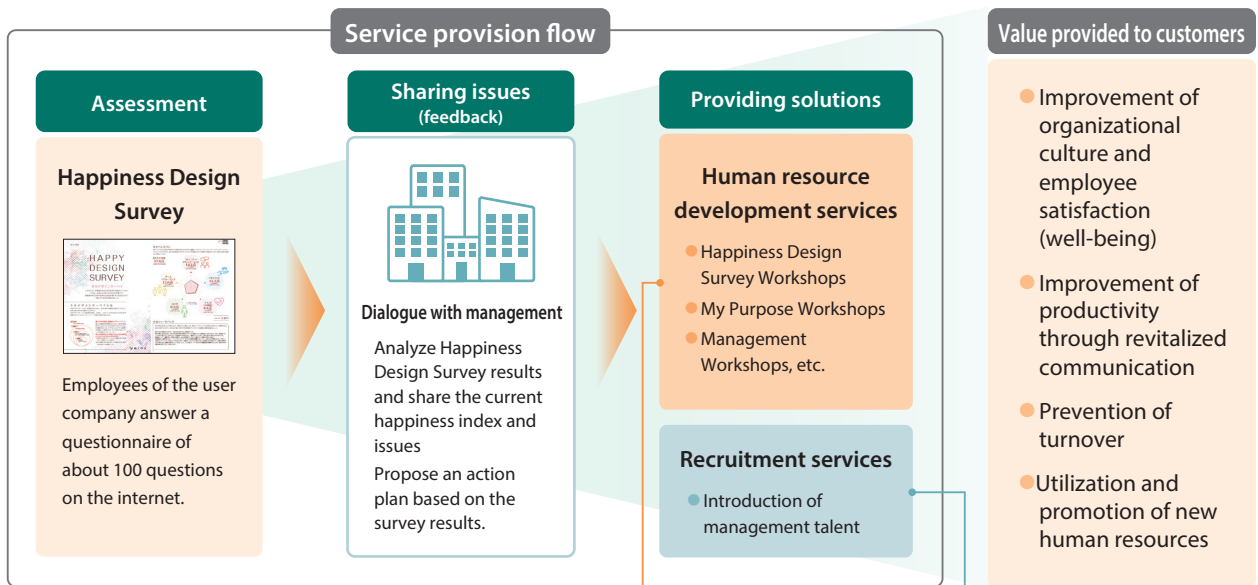 Service provision flow
Value provided to customers
Assessment
Happiness Design
Survey
HAPPY
DESIGN
SURVEY
Employees of the user
company answer a
questionnaire of
about 100 questions
on the internet.
Sharing issues
(feedback)
Dialogue with management
Analyze Happiness
Design Survey results
and share the current
happiness index and
issues
Propose an action
plan based on the
survey results.
Providing solutions
Human resource
development services
Happiness Design
Survey Workshops
My Purpose Workshops
Management
Workshops, etc.
Recruitment services
Introduction of
management talent
Improvement of
organizational
culture and
employee
satisfaction
(well-being)
Improvement of
productivity
through revitalized
communication
Prevention of
turnover
Utilization and
promotion of new
human resources